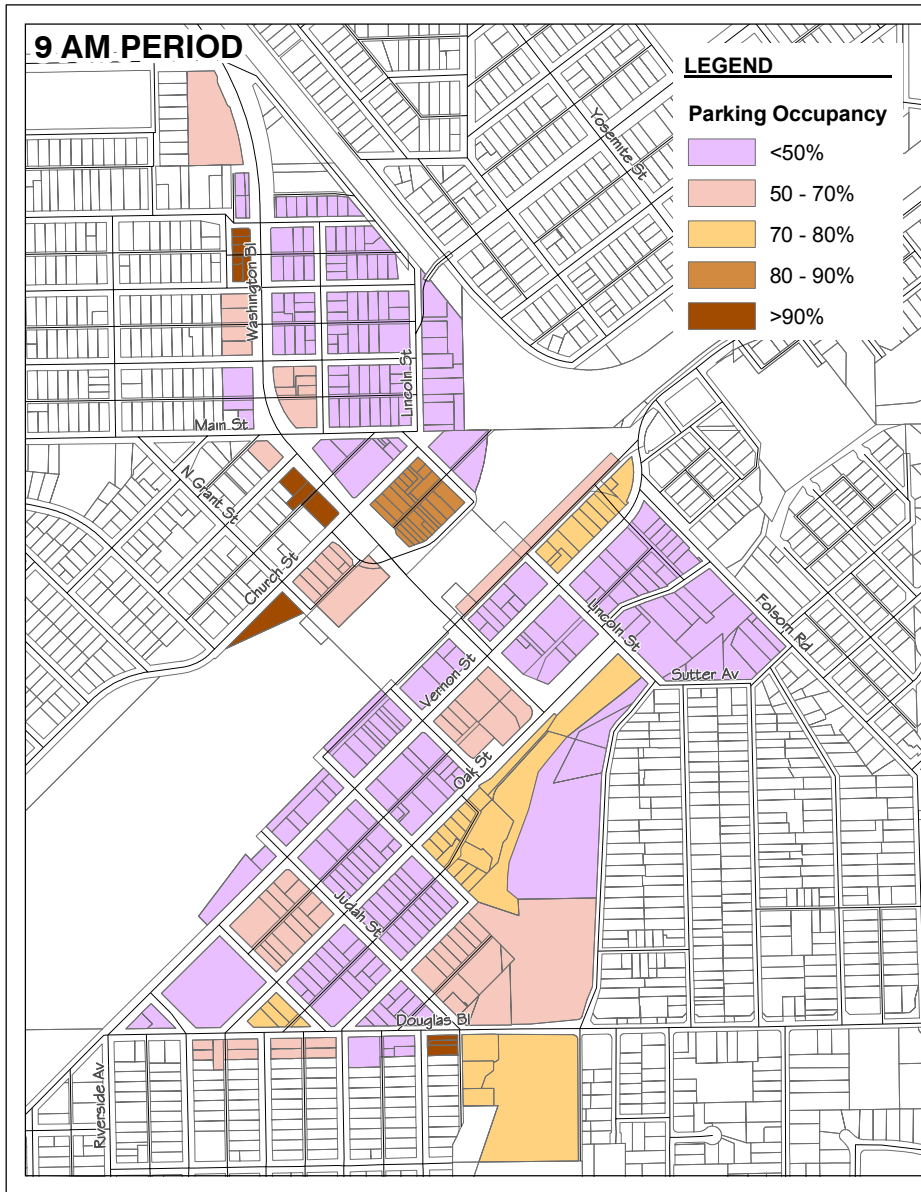 9 AM PERIOD
LEGEND
Parking Occupancy
<50%
50 - 70%
70 - 80%
80 - 90%
>90%
Yosemite St
Washington Bl
Lincoln St
Main St
N Grant St
Church St
Lincoln St
Folsom Rd
Vernon St
Sutter Av
Oak St
Judah St
Douglas Bl
Riverside Av